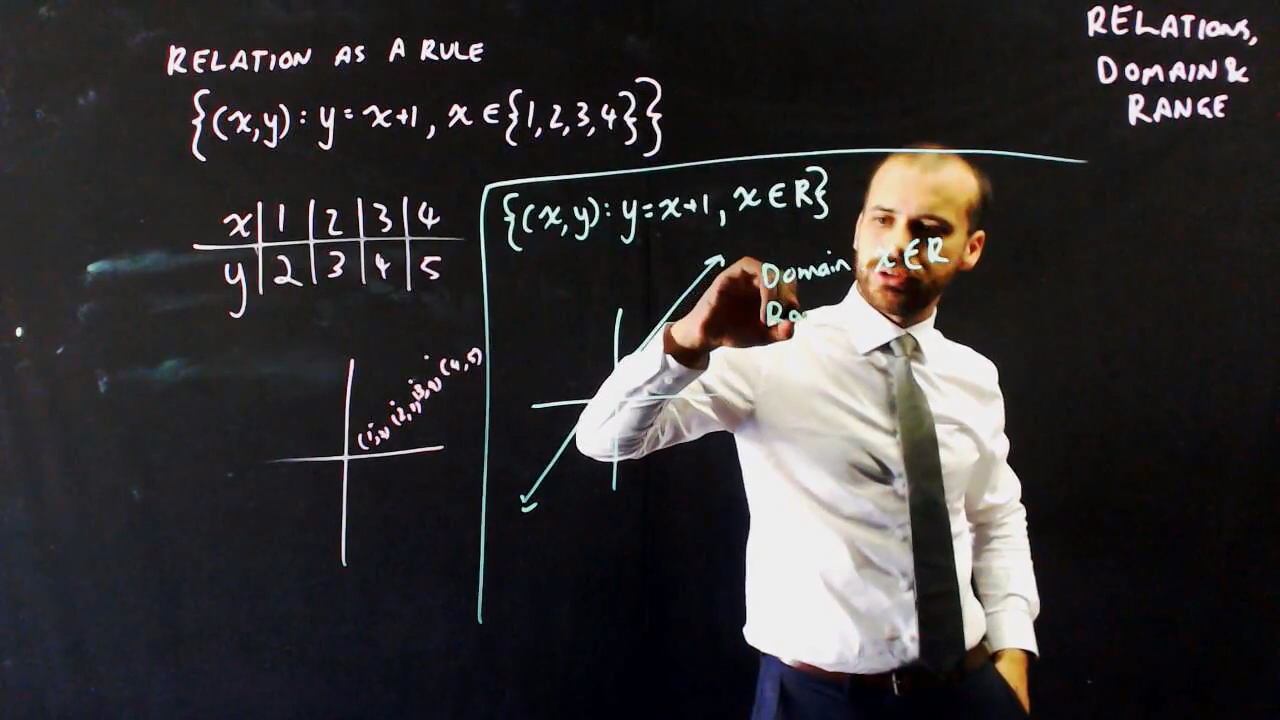 RELATIONS,
DOMAIN &
RANGE
RELATION AS A RULE
{(x,y): y=x+1, x∈{1,2,3,4}}
x|1|2|3|4
y|2|3|4|5
(4,5)
{(x,y): y=x+1, x∈R}
Domain x∈R
Ra